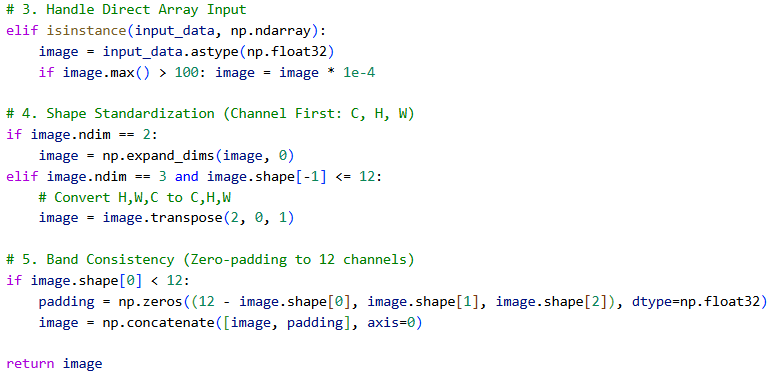 # 3. Handle Direct Array Input
elif isinstance(input_data, np.ndarray):
    image = input_data.astype(np.float32)
    if image.max() > 100: image = image * 1e-4

# 4. Shape Standardization (Channel First: C, H, W)
if image.ndim == 2:
    image = np.expand_dims(image, 0)
elif image.ndim == 3 and image.shape[-1] <= 12:
    # Convert H,W,C to C,H,W
    image = image.transpose(2, 0, 1)

# 5. Band Consistency (Zero-padding to 12 channels)
if image.shape[0] < 12:
    padding = np.zeros((12 - image.shape[0], image.shape[1], image.shape[2]), dtype=np.float32)
    image = np.concatenate([image, padding], axis=0)

return image